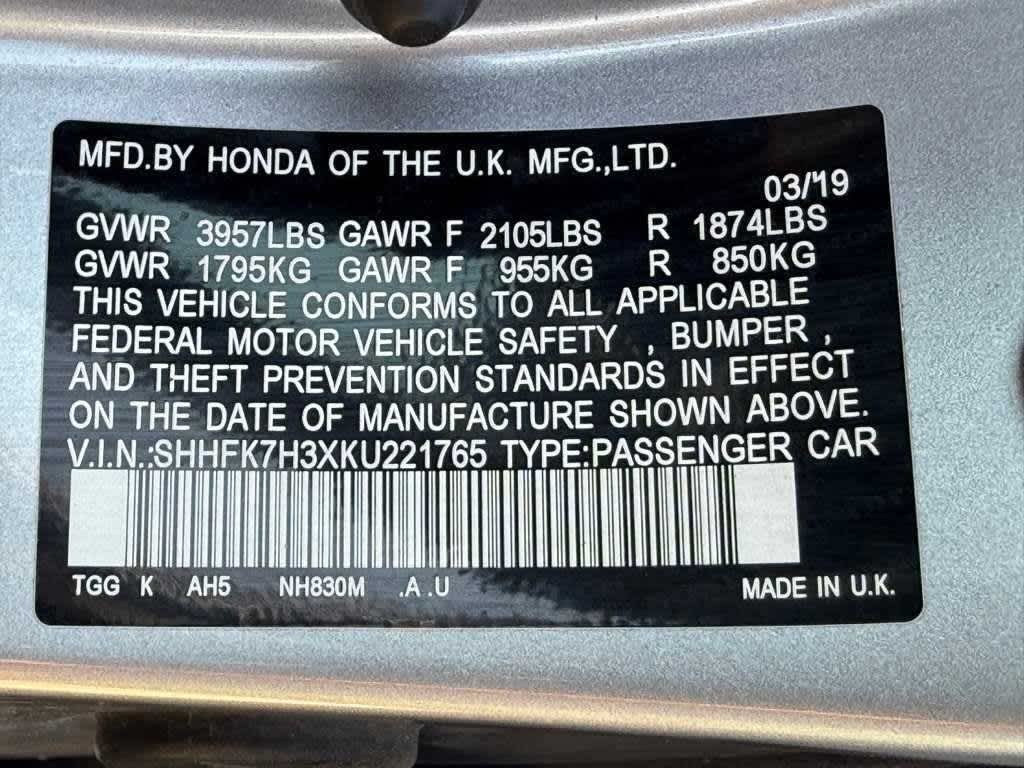 MFD.BY HONDA OF THE U.K. MFG.,LTD.
03/'19
GVWR 3957LBS GAWR F 2105LBS R 1874LBS
GVWR 1795KG GAWR F 955KG R 850KG
THIS VEHICLE CONFORMS TO ALL APPLICABLE
FEDERAL MOTOR VEHICLE SAFETY , BUMPER ,
AND THEFT PREVENTION STANDARDS IN EFFECT
ON THE DATE OF MANUFACTURE SHOWN ABOVE.
V.I.N.:SHHFK7H3XKU221765 TYPE:PASSENGER CAR
TGG K AH5 NH830M .A .U MADE IN U.K.